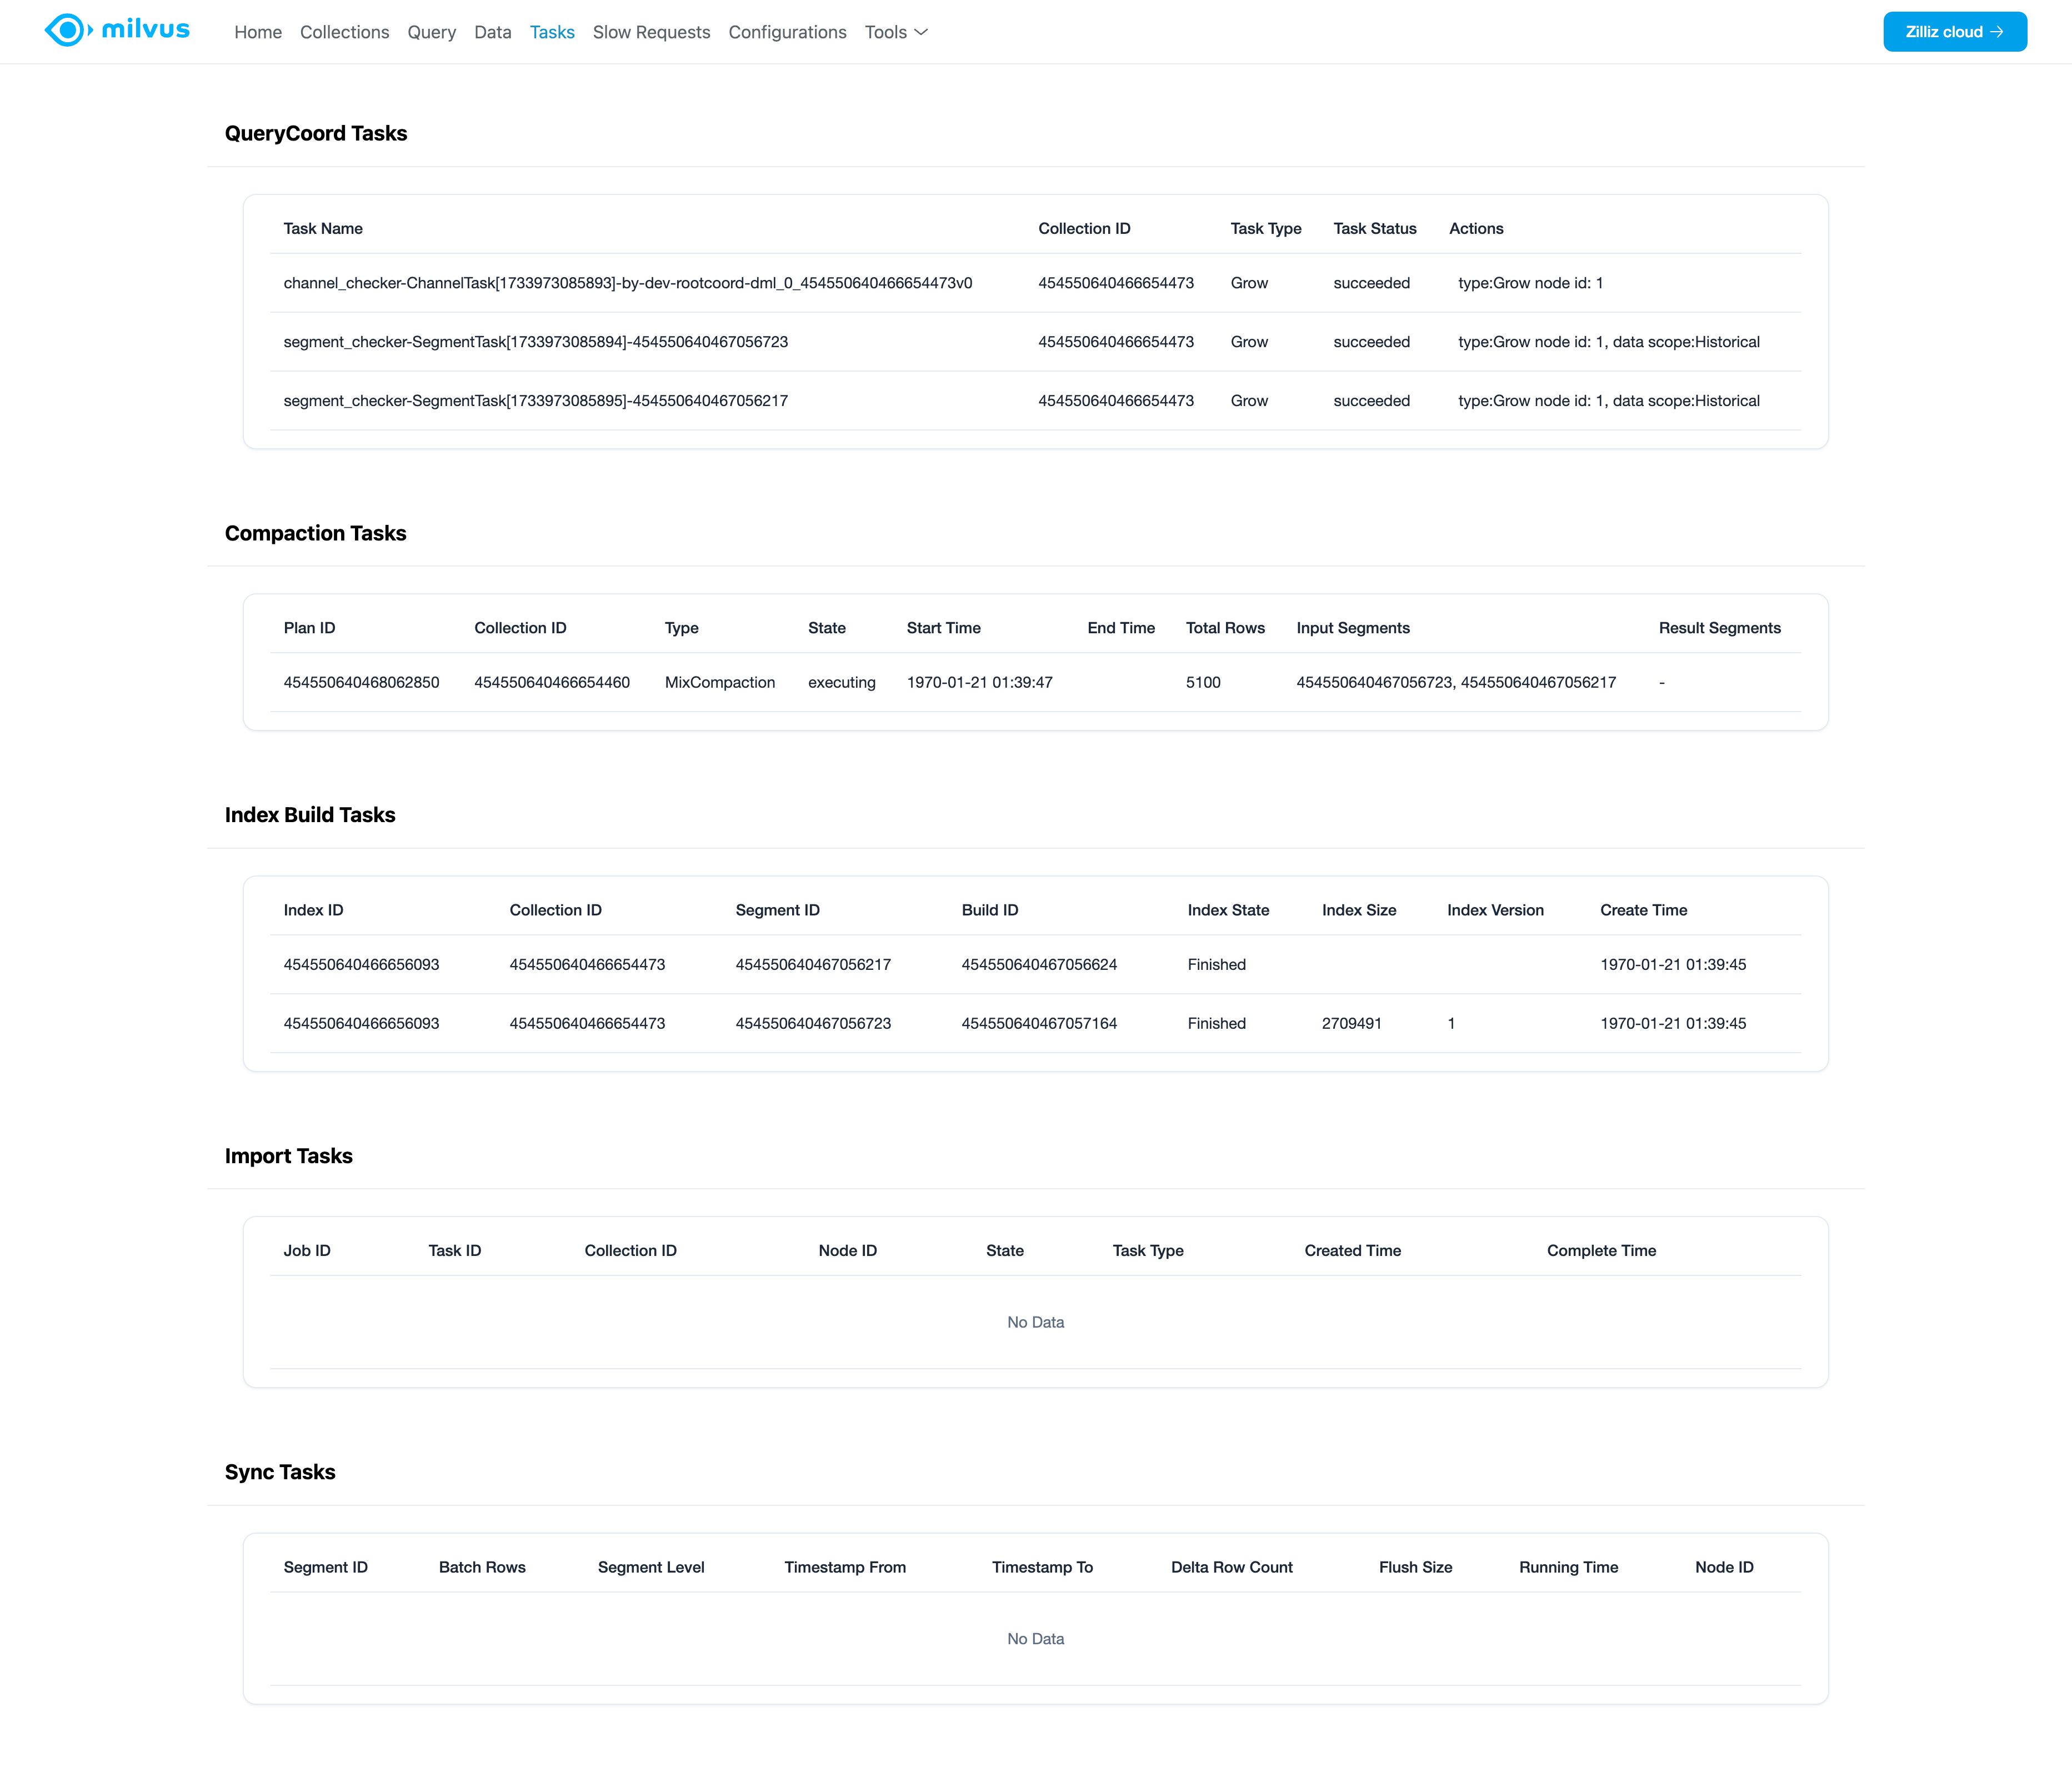 milvus Home Collections Query Data Tasks Slow Requests Configurations Tools Zilliz cloud →
QueryCoord Tasks
Task Name Collection ID Task Type Task Status Actions
channel_checker-ChannelTask[1733973085893]-by-dev-rootcoord-dml_0_454550640466654473v0 454550640466654473 Grow succeeded type:Grow node id: 1
segment_checker-SegmentTask[1733973085894]-454550640467056723 454550640466654473 Grow succeeded type:Grow node id: 1, data scope:Historical
segment_checker-SegmentTask[1733973085895]-454550640467056217 454550640466654473 Grow succeeded type:Grow node id: 1, data scope:Historical
Compaction Tasks
Plan ID Collection ID Type State Start Time End Time Total Rows Input Segments Result Segments
454550640468062850 454550640466654460 MixCompaction executing 1970-01-21 01:39:47 5100 454550640467056723, 454550640467056217 -
Index Build Tasks
Index ID Collection ID Segment ID Build ID Index State Index Size Index Version Create Time
454550640466656093 454550640466654473 454550640467056217 454550640467056624 Finished 1970-01-21 01:39:45
454550640466656093 454550640466654473 454550640467056723 454550640467057164 Finished 2709491 1 1970-01-21 01:39:45
Import Tasks
Job ID Task ID Collection ID Node ID State Task Type Created Time Complete Time
No Data
Sync Tasks
Segment ID Batch Rows Segment Level Timestamp From Timestamp To Delta Row Count Flush Size Running Time Node ID
No Data